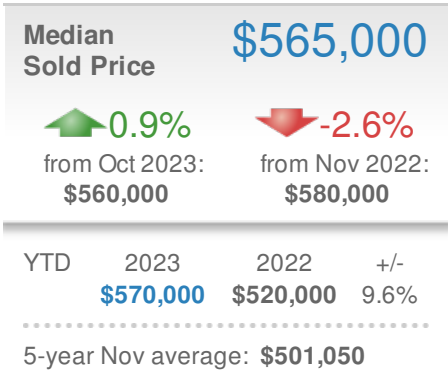 Median $565,000
Sold Price
0.9% -2.6%
from Oct 2023: from Nov 2022:
$560,000 $580,000
YTD 2023 2022 +/-
$570,000 $520,000 9.6%
5-year Nov average: $501,050